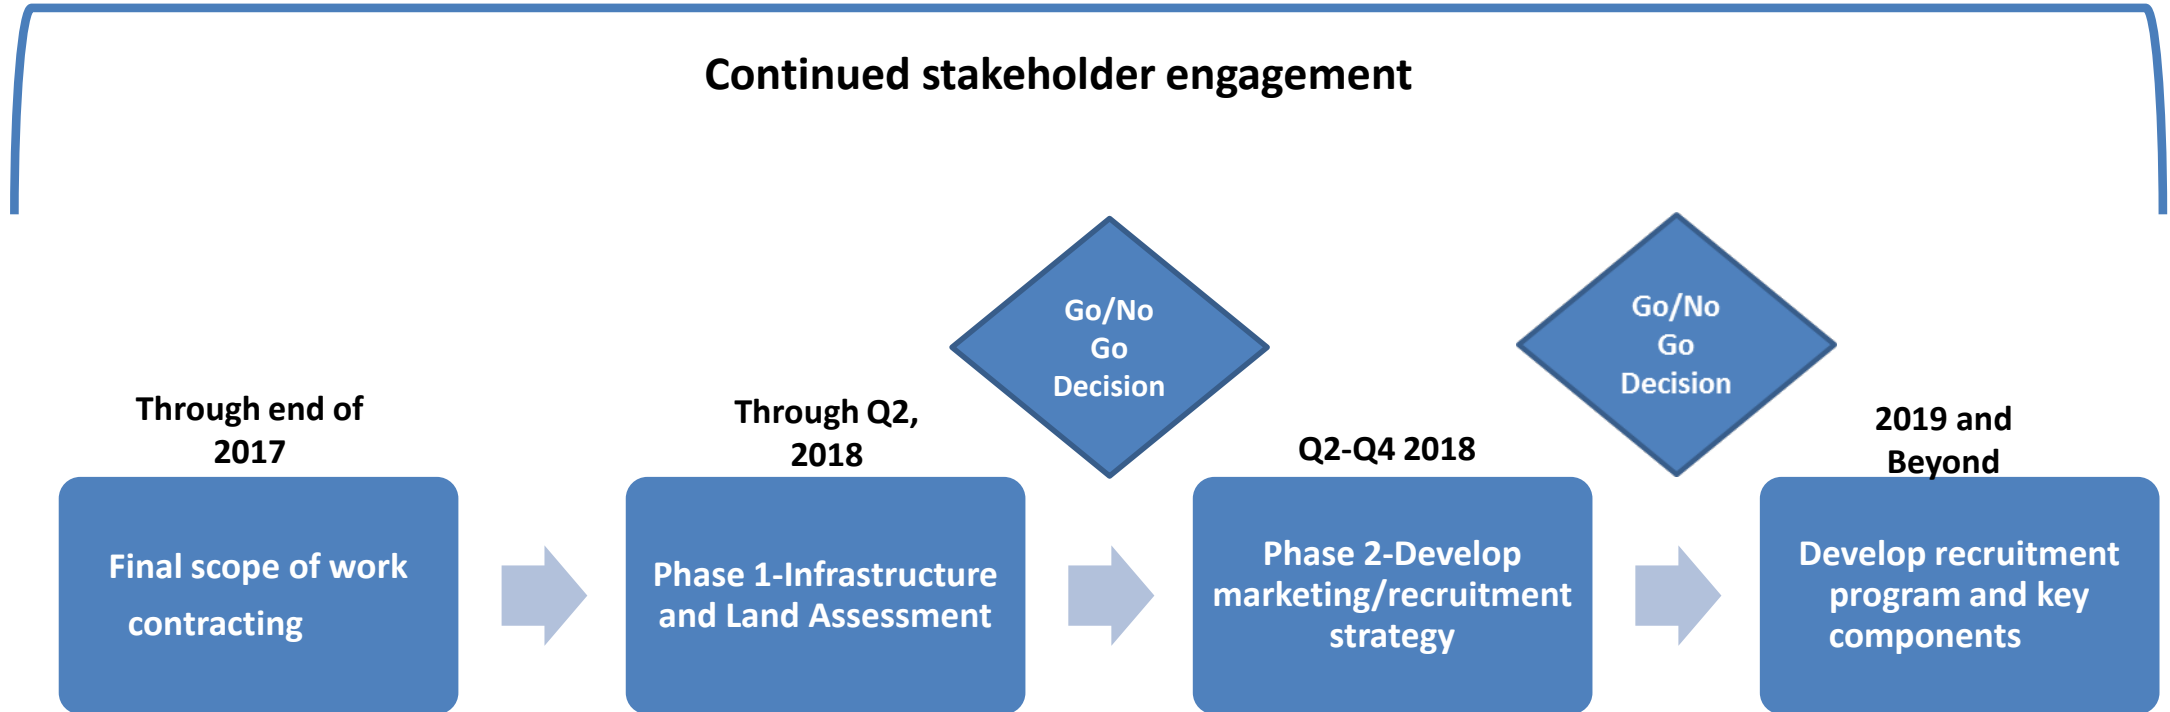 Continued stakeholder engagement
Go/No
Go
Decision
Go/No
Go
Decision
Through end of
2017
Through Q2,
2018
Q2-Q4 2018
2019 and
Beyond
Final scope of work
contracting
Phase 1-Infrastructure
and Land Assessment
Phase 2-Develop
marketing/recruitment
strategy
Develop recruitment
program and key
components